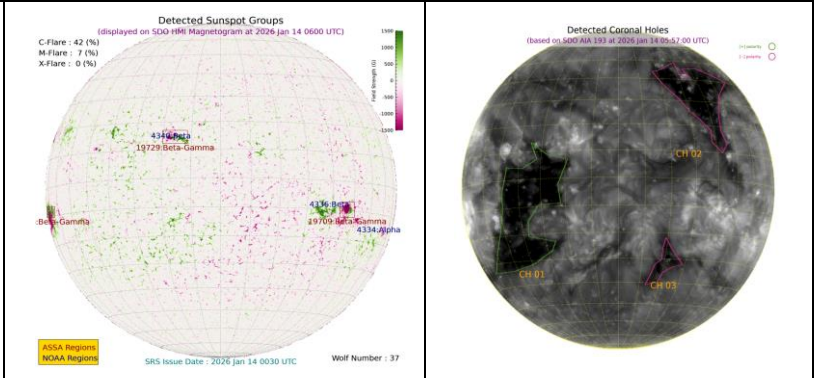 Detected Sunspot Groups
(displayed on SDO HMI Magnetogram at 2026 Jan 14 0600 UTC)
C-Flare : 42 (%)
M-Flare : 7 (%)
X-Flare : 0 (%)
1500
1000
500
0
-500
-1000
-1500
Field Strength (G)
4340:Beta
19729:Beta-Gamma
4336:Beta
19709:Beta-Gamma
:Beta-Gamma
4334:Alpha
ASSA Regions
NOAA Regions
SRS Issue Date : 2026 Jan 14 0030 UTC
Wolf Number : 37
Detected Coronal Holes
(based on SDO AIA 193 at 2026 Jan 14 05:57:00 UTC)
CH 02
CH 01
CH 03